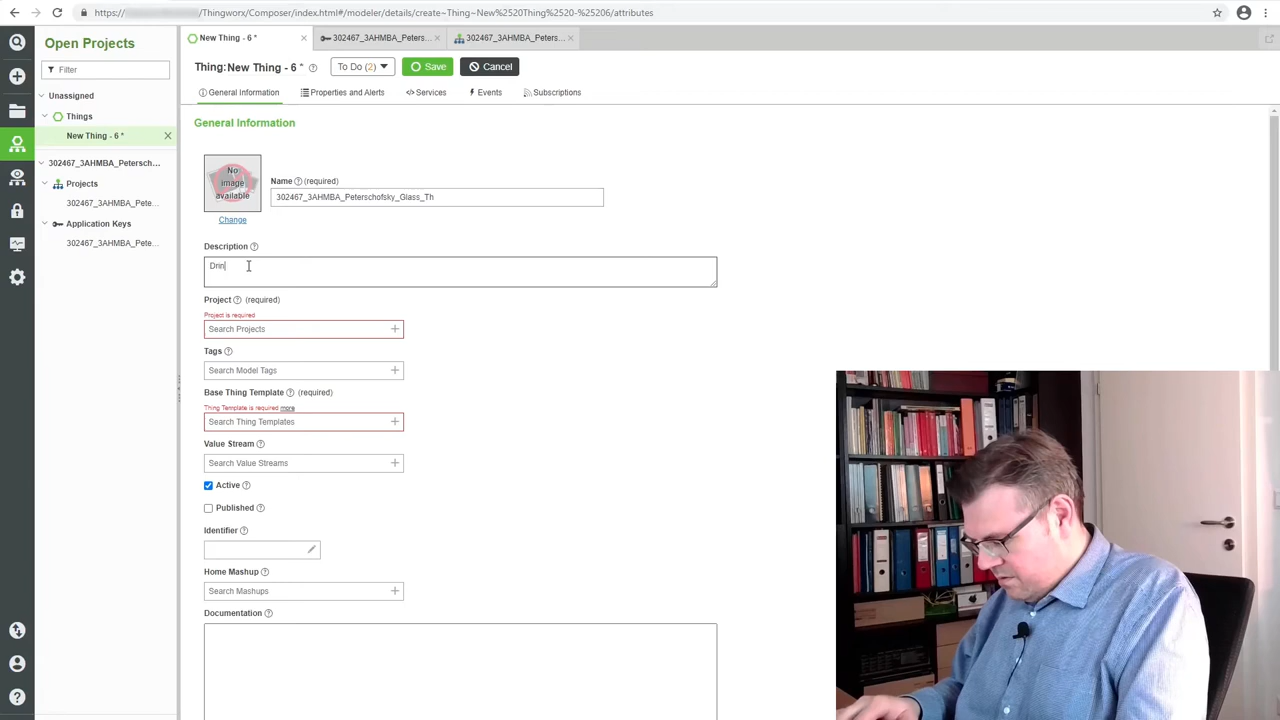 https://
/Thingworx/Composer/index.html#/modeler/details/create~Thing~New%2520Thing%2520-%25206/attributes
Open Projects
Filter
Unassigned
Things
New Thing - 6 *
302467_3AHMBA_Petersch...
Projects
302467_3AHMBA_Pete...
Application Keys
302467_3AHMBA_Pete...
New Thing - 6 *
302467_3AHMBA_Peters...
302467_3AHMBA_Peters...
Thing: New Thing - 6 *
To Do (2)
Save
Cancel
General Information
Properties and Alerts
Services
Events
Subscriptions
General Information
No image available
Change
Name (required)
302467_3AHMBA_Peterschofsky_Glass_Th
Description
Drin
Project (required)
Project is required
Search Projects
Tags
Search Model Tags
Base Thing Template (required)
Thing Template is required more
Search Thing Templates
Value Stream
Search Value Streams
Active
Published
Identifier
Home Mashup
Search Mashups
Documentation